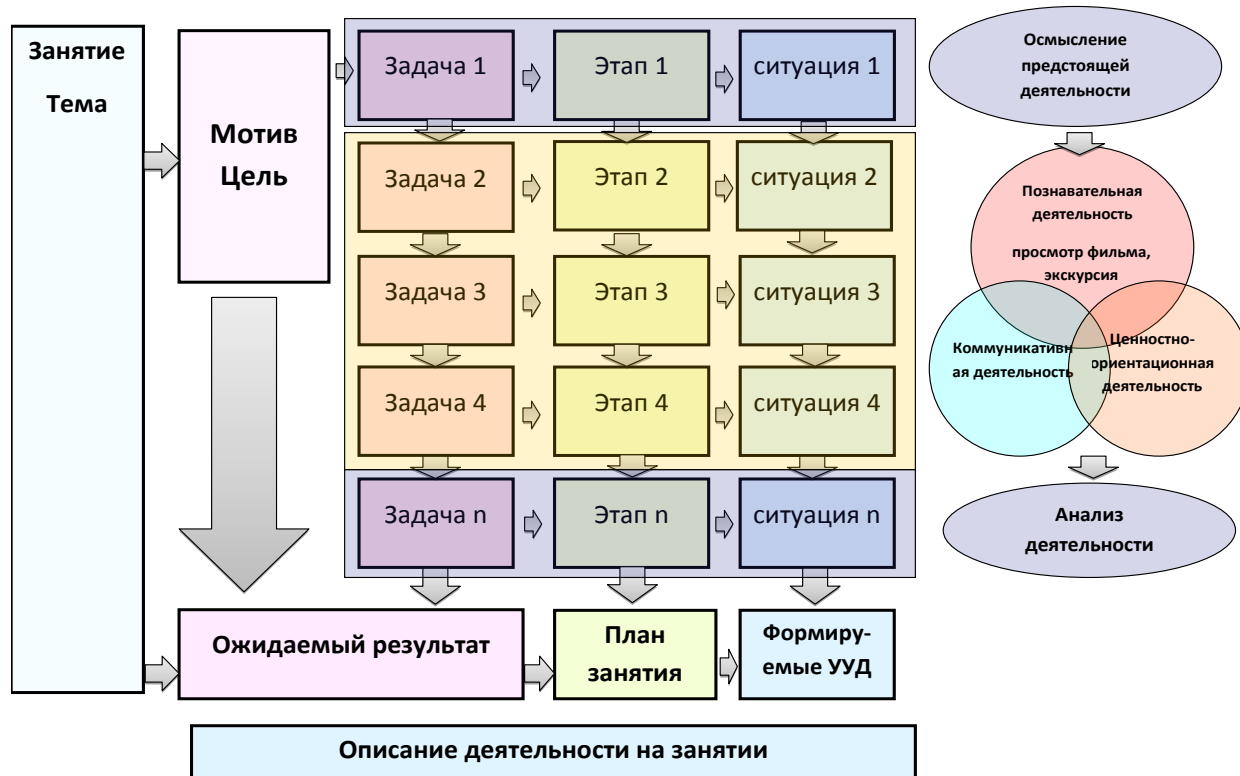 Занятие
Тема
Мотив
Цель
Задача 1
Этап 1
ситуация 1
Задача 2
Этап 2
ситуация 2
Задача 3
Этап 3
ситуация 3
Задача 4
Этап 4
ситуация 4
Задача n
Этап n
ситуация n
Ожидаемый результат
План
занятия
Формиру-
емые УУД
Описание деятельности на занятии
Осмысление
предстоящей
деятельности
Познавательная
деятельность
просмотр фильма,
экскурсия
Коммуникативн
ая деятельность
Ценностно-
ориентационная
деятельность
Анализ
деятельности